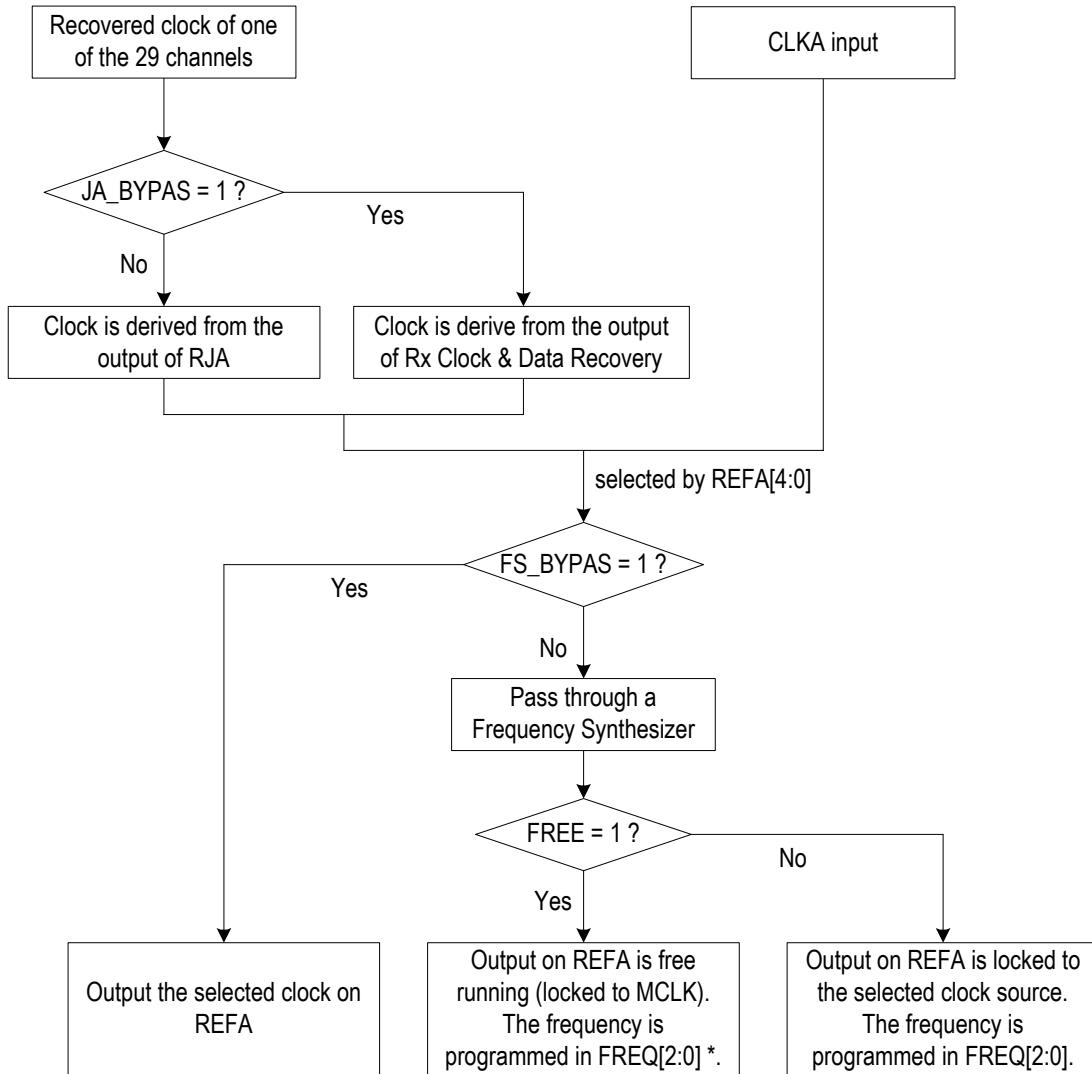 Recovered clock of one
of the 29 channels
CLKA input
JA_BYPAS = 1 ?
Yes
No
Clock is derived from the
output of RJA
Clock is derive from the output
of Rx Clock & Data Recovery
selected by REFA[4:0]
FS_BYPAS = 1 ?
Yes
No
Pass through a
Frequency Synthesizer
FREE = 1 ?
No
Yes
Output the selected clock on
REFA
Output on REFA is free
running (locked to MCLK).
The frequency is
programmed in FREQ[2:0] *.
Output on REFA is locked to
the selected clock source.
The frequency is
programmed in FREQ[2:0].